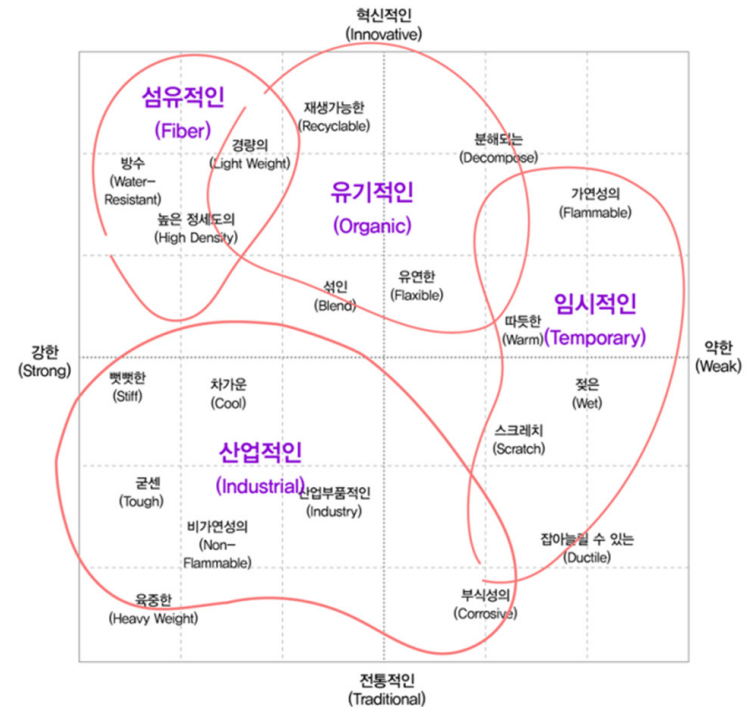 혁신적인
(Innovative)
섬유적인
(Fiber)
재생가능한
(Recyclable)
경량의
(Light Weight)
분해되는
(Decompose)
방수
(Water–
Resistant)
유기적인
(Organic)
가연성의
(Flammable)
높은 정세도의
(High Density)
섞인
(Blend)
유연한
(Flaxible)
임시적인
(Temporary)
따듯한
(Warm)
강한
(Strong)
약한
(Weak)
뻣뻣한
(Stiff)
차가운
(Cool)
젖은
(Wet)
스크레치
(Scratch)
산업적인
(Industrial)
굳센
(Tough)
산업부품적인
(Industry)
비가연성의
(Non–
Flammable)
잡아늘릴 수 있는
(Ductile)
육중한
(Heavy Weight)
부식성의
(Corrosive)
전통적인
(Traditional)